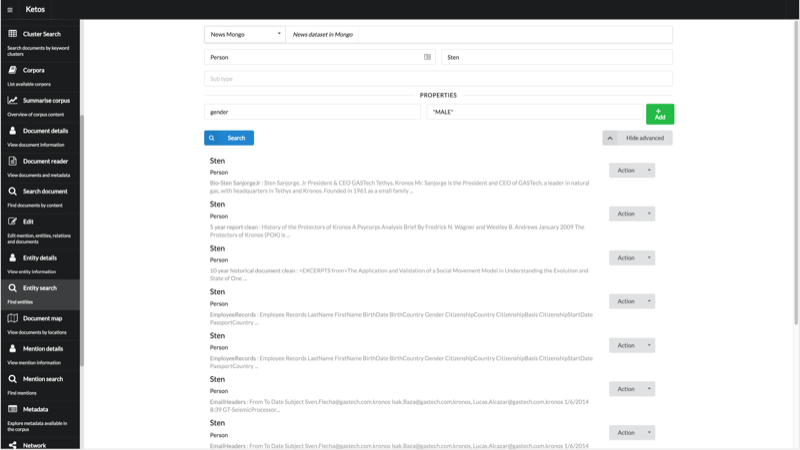 Ketos
Cluster Search
Search documents by keyword
clusters
Corpora
List available corpora
Summarise corpus
Overview of corpus content
Document details
View document information
Document reader
View documents and metadata
Search document
Find documents by content
Edit
Edit mention, entities, relations
and documents
Entity details
View entity information
Entity search
Find entities
Document map
View documents by locations
Mention details
View mention information
Mention search
Find mentions
Metadata
Explore metadata available in
the corpus
Network
News Mongo
News dataset in Mongo
Person
Sten
Sub type
PROPERTIES
gender
"MALE"
+
Add
Search
Hide advanced
Sten
Person
Bio-Sten SanjorgeJr : Sten Sanjorge, Jr President & CEO GASTech Tethys, Kronos Mr. Sanjorge is the President and CEO of GASTech, a leader in natural
gas, with headquarters in Tethys and Kronos. Founded in 1961 as a small family ...
Action
Sten
Person
5 year report clean : History of the Protectors of Kronos A Paycorps Analysis Brief By Fredrick N. Wagner and Westley B. Andrews January 2009 The
Protectors of Kronos (POK) is ...
Action
Sten
Person
10 year historical document clean : <EXCERPTS from>The Application and Validation of a Social Movement Model in Understanding the Evolution and
State of One ...
Action
Sten
Person
EmployeeRecords : Employee Records LastName FirstName BirthDate BirthCountry Gender CitizenshipCountry CitizenshipBasis CitizenshipStartDate
PassportCountry ...
Action
Sten
Person
EmployeeRecords : Employee Records LastName FirstName BirthDate BirthCountry Gender CitizenshipCountry CitizenshipBasis CitizenshipStartDate
PassportCountry ...
Action
Sten
Person
EmailHeaders : From To Date Subject Sven.Flecha@gastech.com.kronos Isak.Baza@gastech.com.kronos, Lucas.Alcazar@gastech.com.kronos 1/6/2014
8:39 GT-SeismicProcessor...
Action
Sten
Person
EmailHeaders : From To Date Subject Sven.Flecha@gastech.com.kronos Isak.Baza@gastech.com.kronos, Lucas.Alcazar@gastech.com.kronos 1/6/2014
Action